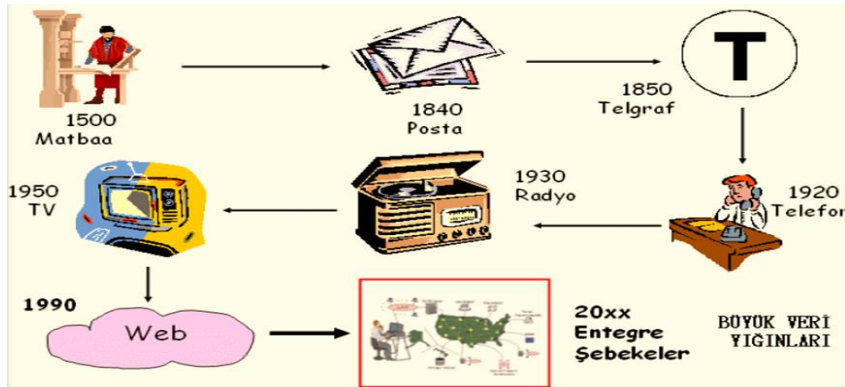 1500
Matbaa
1840
Posta
T
1850
Telgraf
1920
Telefon
1930
Radyo
1950
TV
1990
Web
20xx
Entegre
Şebekeler
BÜYÜK VERİ
YIĞINLARI